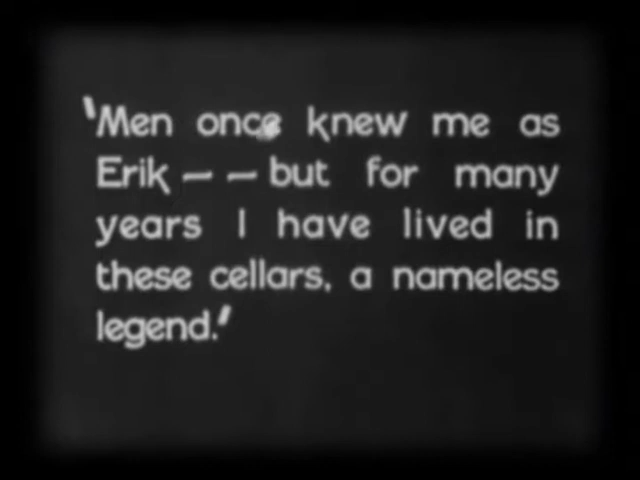 "Men once knew me as
Erik — — but for many
years I have lived in
these cellars, a nameless
legend."